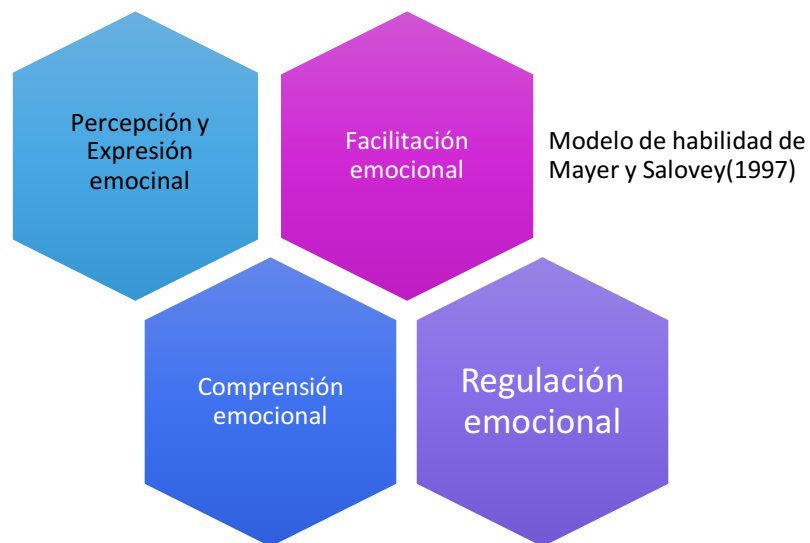 Percepción y
Expresión
emocinal
Facilitación
emocional
Modelo de habilidad de
Mayer y Salovey(1997)
Comprensión
emocional
Regulación
emocional